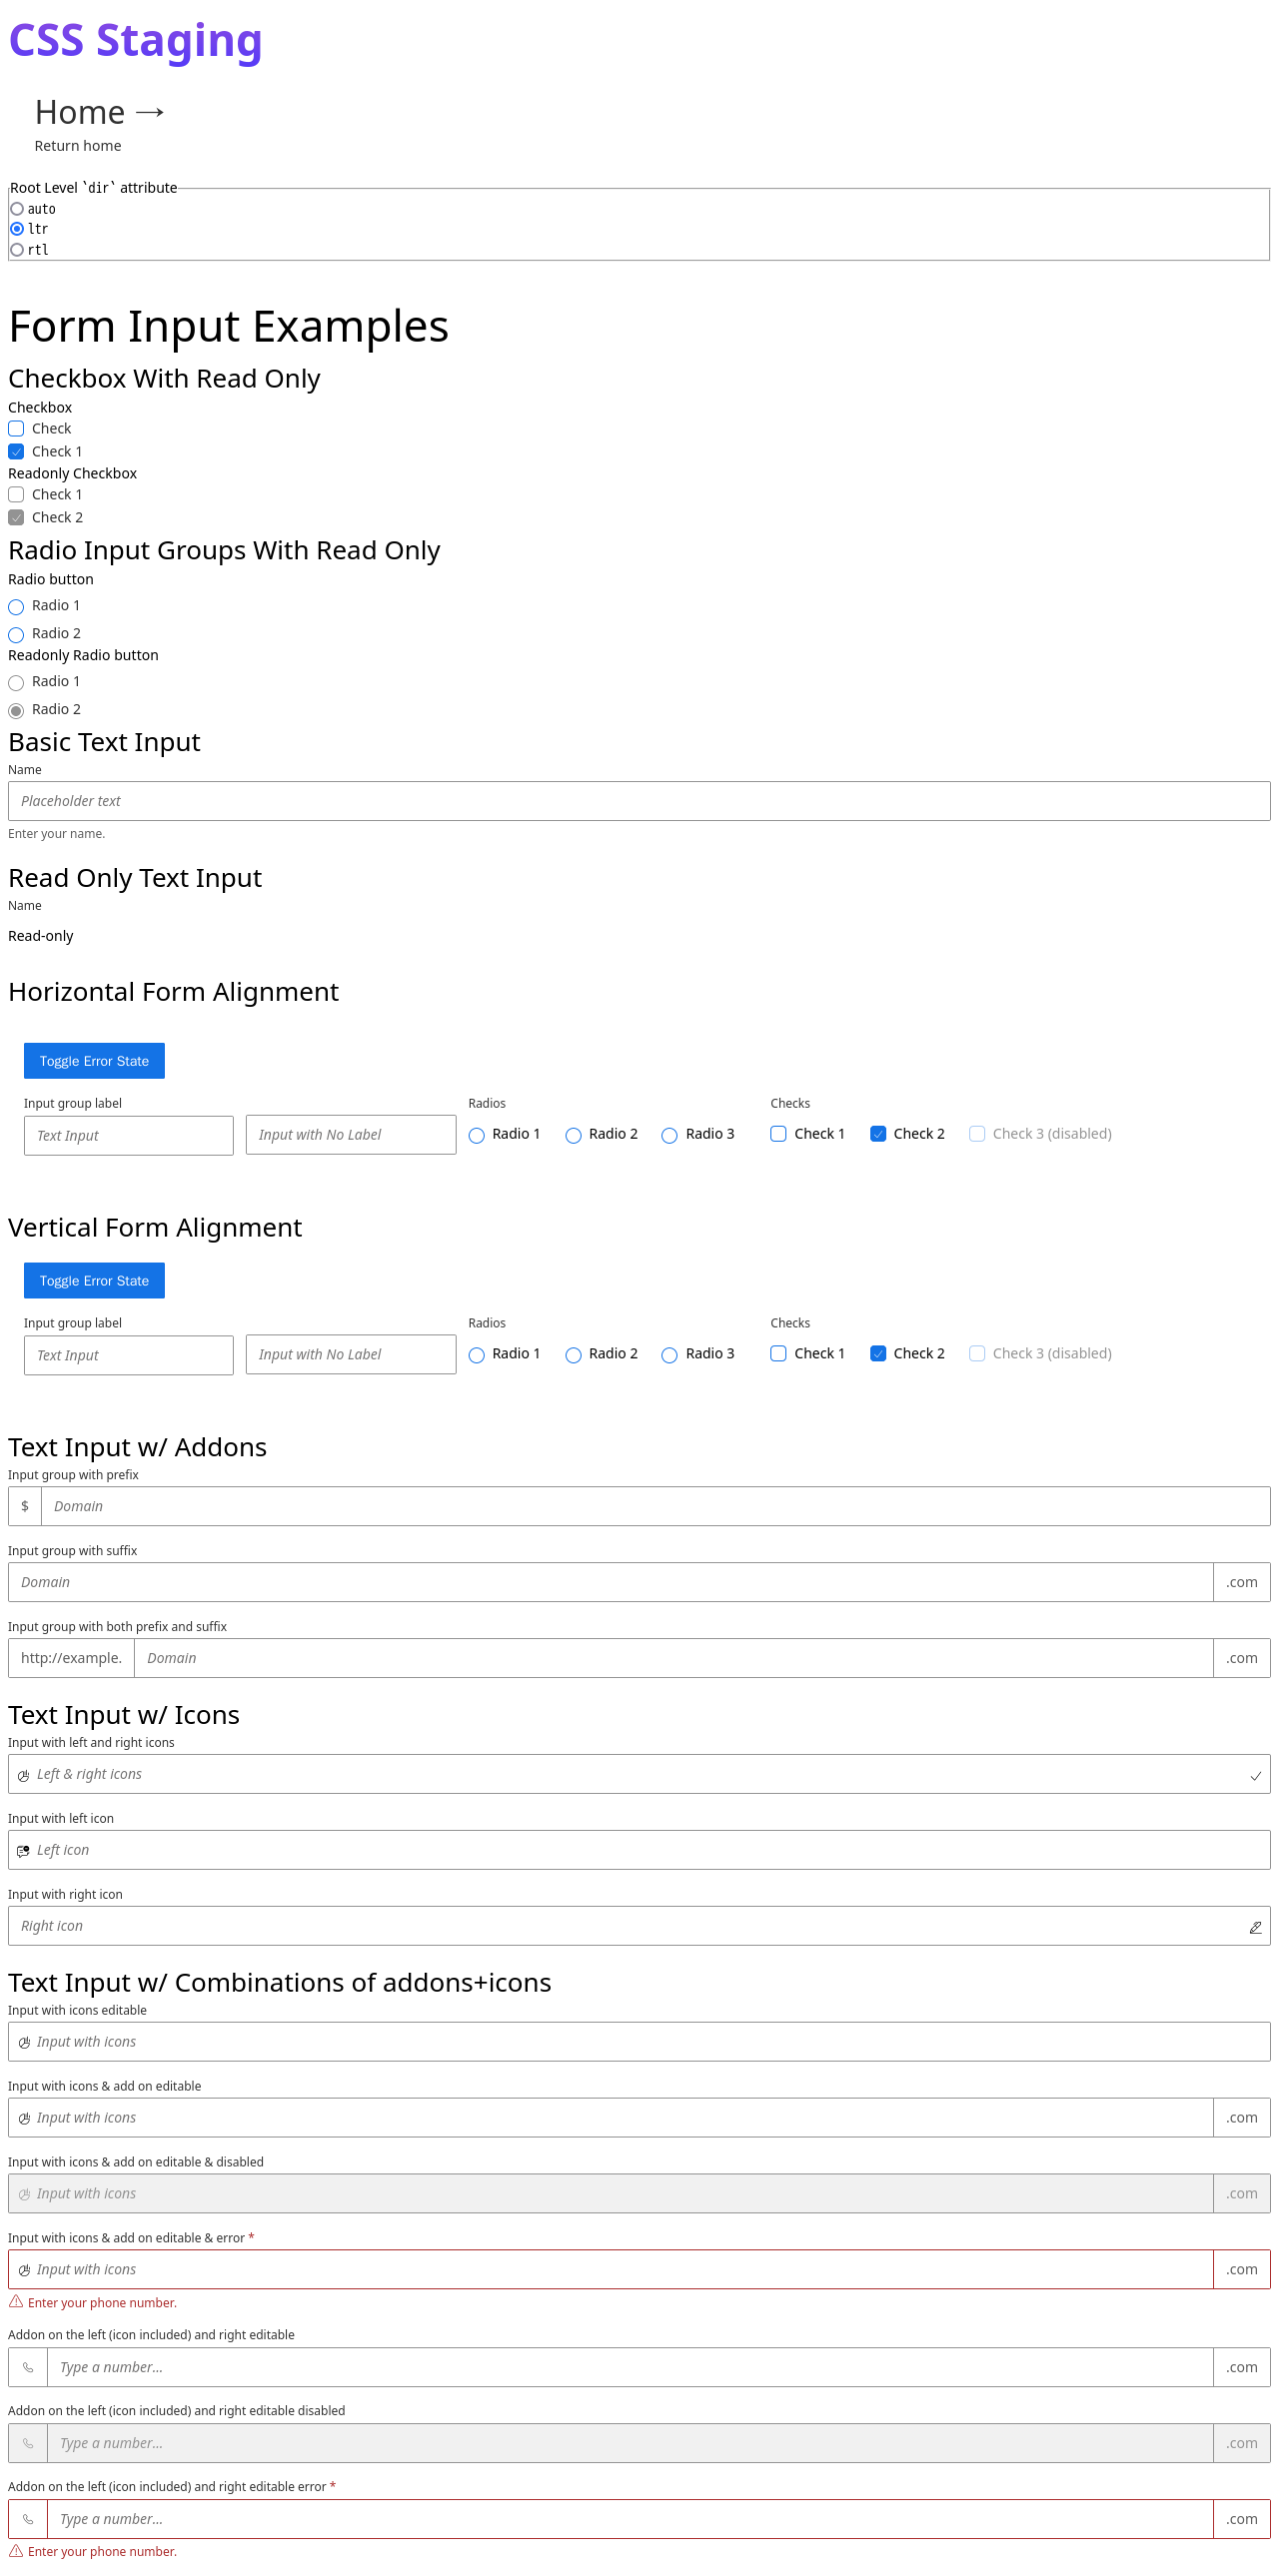 CSS Staging
Home →
Return home
Root Level `dir` attribute
auto
ltr
rtl
Form Input Examples
Checkbox With Read Only
Checkbox
Check
Check 1
Readonly Checkbox
Check 1
Check 2
Radio Input Groups With Read Only
Radio button
Radio 1
Radio 2
Readonly Radio button
Radio 1
Radio 2
Basic Text Input
Name
Placeholder text
Enter your name.
Read Only Text Input
Name
Read-only
Horizontal Form Alignment
Toggle Error State
Input group label Radios Checks
Text Input Input with No Label Radio 1 Radio 2 Radio 3 Check 1 Check 2 Check 3 (disabled)
Vertical Form Alignment
Toggle Error State
Input group label Radios Checks
Text Input Input with No Label Radio 1 Radio 2 Radio 3 Check 1 Check 2 Check 3 (disabled)
Text Input w/ Addons
Input group with prefix
$ Domain
Input group with suffix
Domain .com
Input group with both prefix and suffix
http://example. Domain .com
Text Input w/ Icons
Input with left and right icons
Left & right icons
Input with left icon
Left icon
Input with right icon
Right icon
Text Input w/ Combinations of addons+icons
Input with icons editable
Input with icons
Input with icons & add on editable
Input with icons .com
Input with icons & add on editable & disabled
Input with icons .com
Input with icons & add on editable & error *
Input with icons .com
Enter your phone number.
Addon on the left (icon included) and right editable
Type a number... .com
Addon on the left (icon included) and right editable disabled
Type a number... .com
Addon on the left (icon included) and right editable error *
Type a number... .com
Enter your phone number.